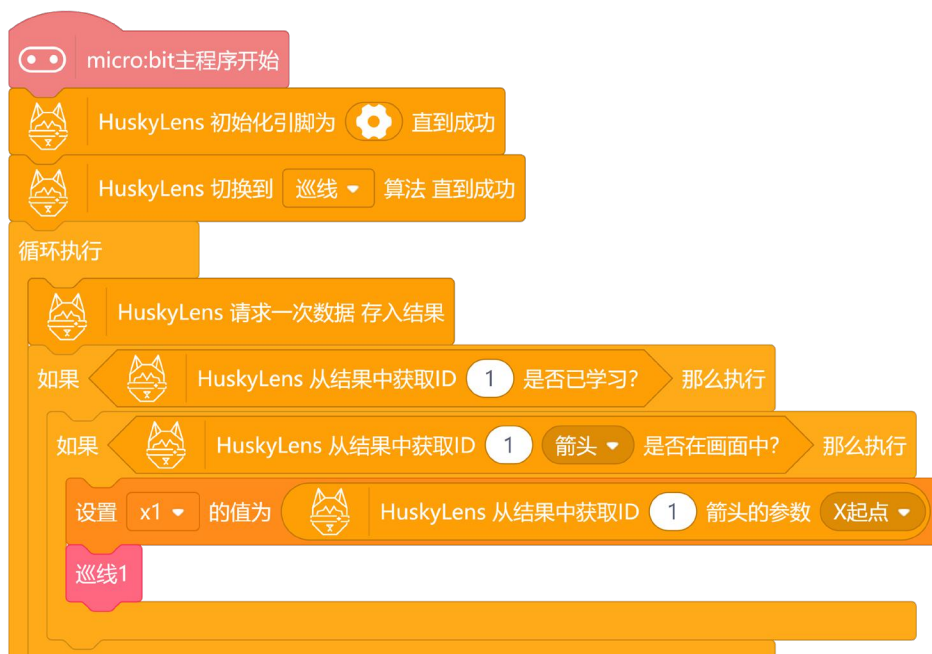 micro:bit主程序开始
HuskyLens 初始化引脚为 直到成功
HuskyLens 切换到 巡线 算法 直到成功
循环执行
HuskyLens 请求一次数据 存入结果
如果 HuskyLens 从结果中获取ID 1 是否已学习? 那么执行
如果 HuskyLens 从结果中获取ID 1 箭头 是否在画面中? 那么执行
设置 x1 的值为 HuskyLens 从结果中获取ID 1 箭头的参数 X起点
巡线1